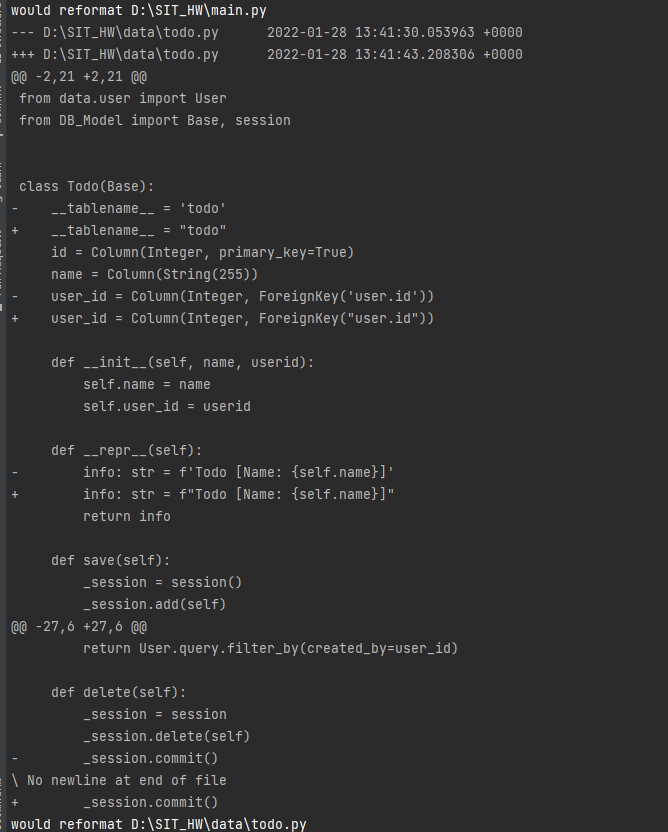 would reformat D:\SIT_HW\main.py
--- D:\SIT_HW\data\todo.py      2022-01-28 13:41:30.053963 +0000
+++ D:\SIT_HW\data\todo.py      2022-01-28 13:41:43.208306 +0000
@@ -2,21 +2,21 @@
 from data.user import User
 from DB_Model import Base, session


 class Todo(Base):
-    __tablename__ = 'todo'
+    __tablename__ = "todo"
     id = Column(Integer, primary_key=True)
     name = Column(String(255))
-    user_id = Column(Integer, ForeignKey('user.id'))
+    user_id = Column(Integer, ForeignKey("user.id"))

     def __init__(self, name, userid):
         self.name = name
         self.user_id = userid

     def __repr__(self):
-        info: str = f'Todo [Name: {self.name}]'
+        info: str = f"Todo [Name: {self.name}]"
         return info

     def save(self):
         _session = session()
         _session.add(self)
@@ -27,6 +27,6 @@
         return User.query.filter_by(created_by=user_id)

     def delete(self):
         _session = session
         _session.delete(self)
-        _session.commit()
\ No newline at end of file
+        _session.commit()
would reformat D:\SIT_HW\data\todo.py